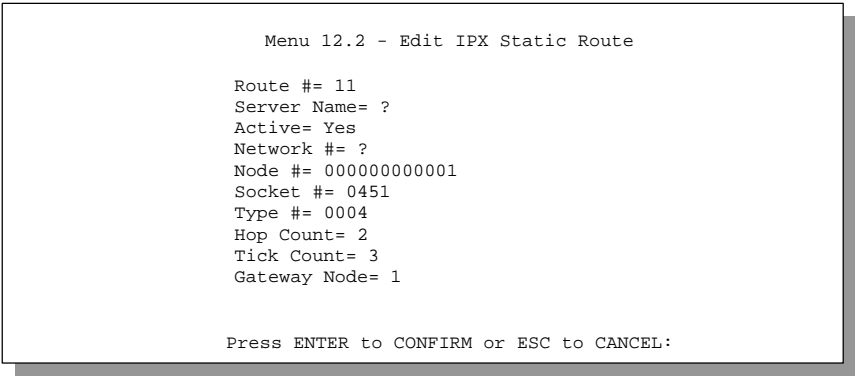 Menu 12.2 - Edit IPX Static Route
Route #= 11
Server Name= ?
Active= Yes
Network #= ?
Node #= 000000000001
Socket #= 0451
Type #= 0004
Hop Count= 2
Tick Count= 3
Gateway Node= 1
Press ENTER to CONFIRM or ESC to CANCEL: